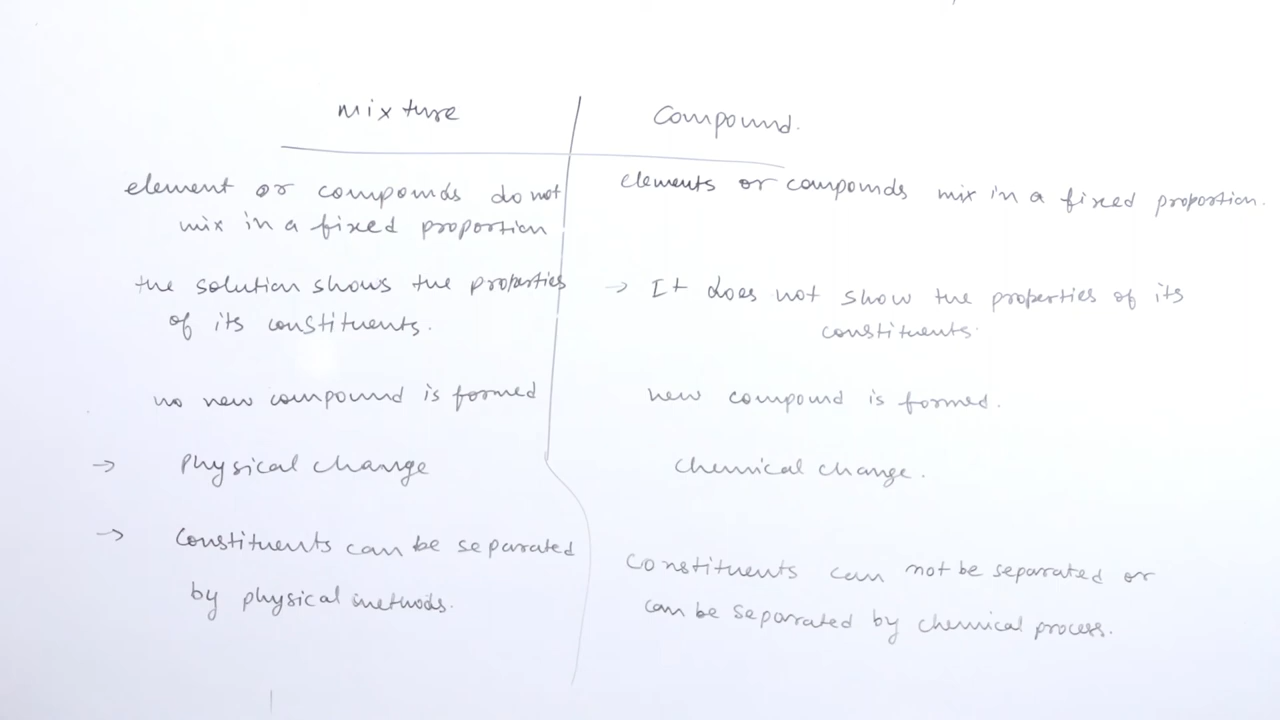 mixture
Compound.
element or compounds do not
mix in a fixed proportion
elements or compounds mix in a fixed proportion.
the solution shows the properties
of its constituents.
→ It does not show the properties of its
constituents.
no new compound is formed
new compound is formed.
→ Physical change
chemical change.
→ Constituents can be separated
by physical methods.
constituents can not be separated or
can be separated by chemical process.